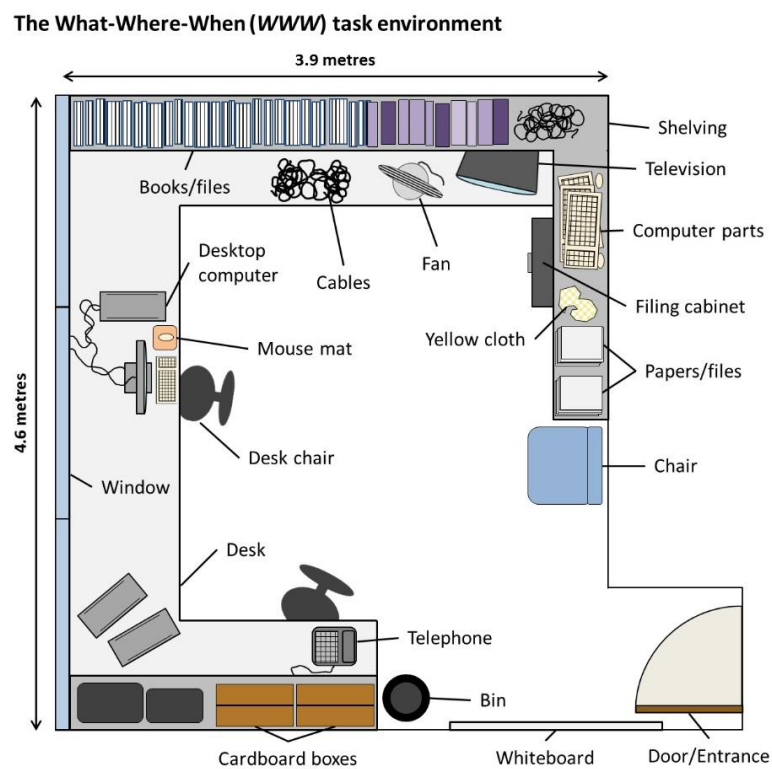 The What-Where-When (WWW) task environment
3.9 metres
4.6 metres
Shelving
Television
Books/files
Computer parts
Desktop
computer
Cables
Fan
Filing cabinet
Yellow cloth
Mouse mat
Papers/files
Desk chair
Chair
Window
Desk
Telephone
Bin
Cardboard boxes
Whiteboard
Door/Entrance